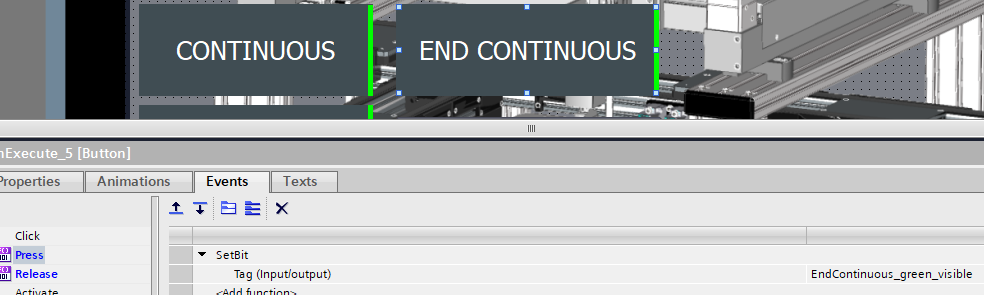 CONTINUOUS
END CONTINUOUS
nExecute_5 [Button]
Properties
Animations
Events
Texts
Click
Press
Release
Activate
SetBit
Tag (Input/output)
EndContinuous_green_visible
<Add function>